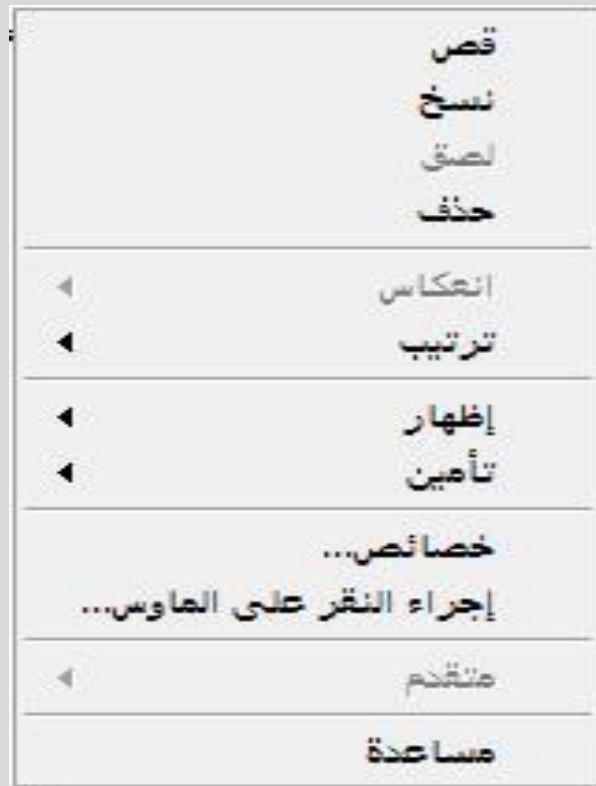 قص
نسخ
لصق
حذف
انعكاس
ترتيب
إظهار
تأمين
خصائص...
إجراء النقر على الماوس...
متقدم
مساعدة